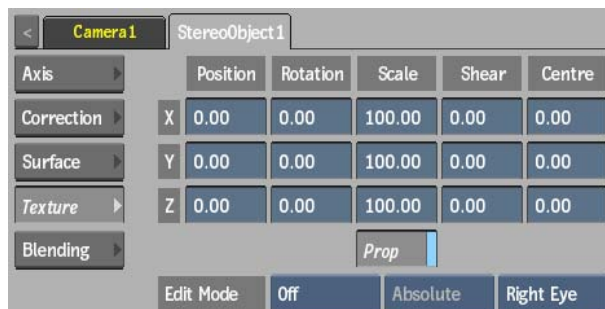 < Camera1 StereoObject1
Axis Position Rotation Scale Shear Centre
Correction X 0.00 0.00 100.00 0.00 0.00
Surface Y 0.00 0.00 100.00 0.00 0.00
Texture Z 0.00 0.00 100.00 0.00 0.00
Blending Prop
Edit Mode Off Absolute Right Eye